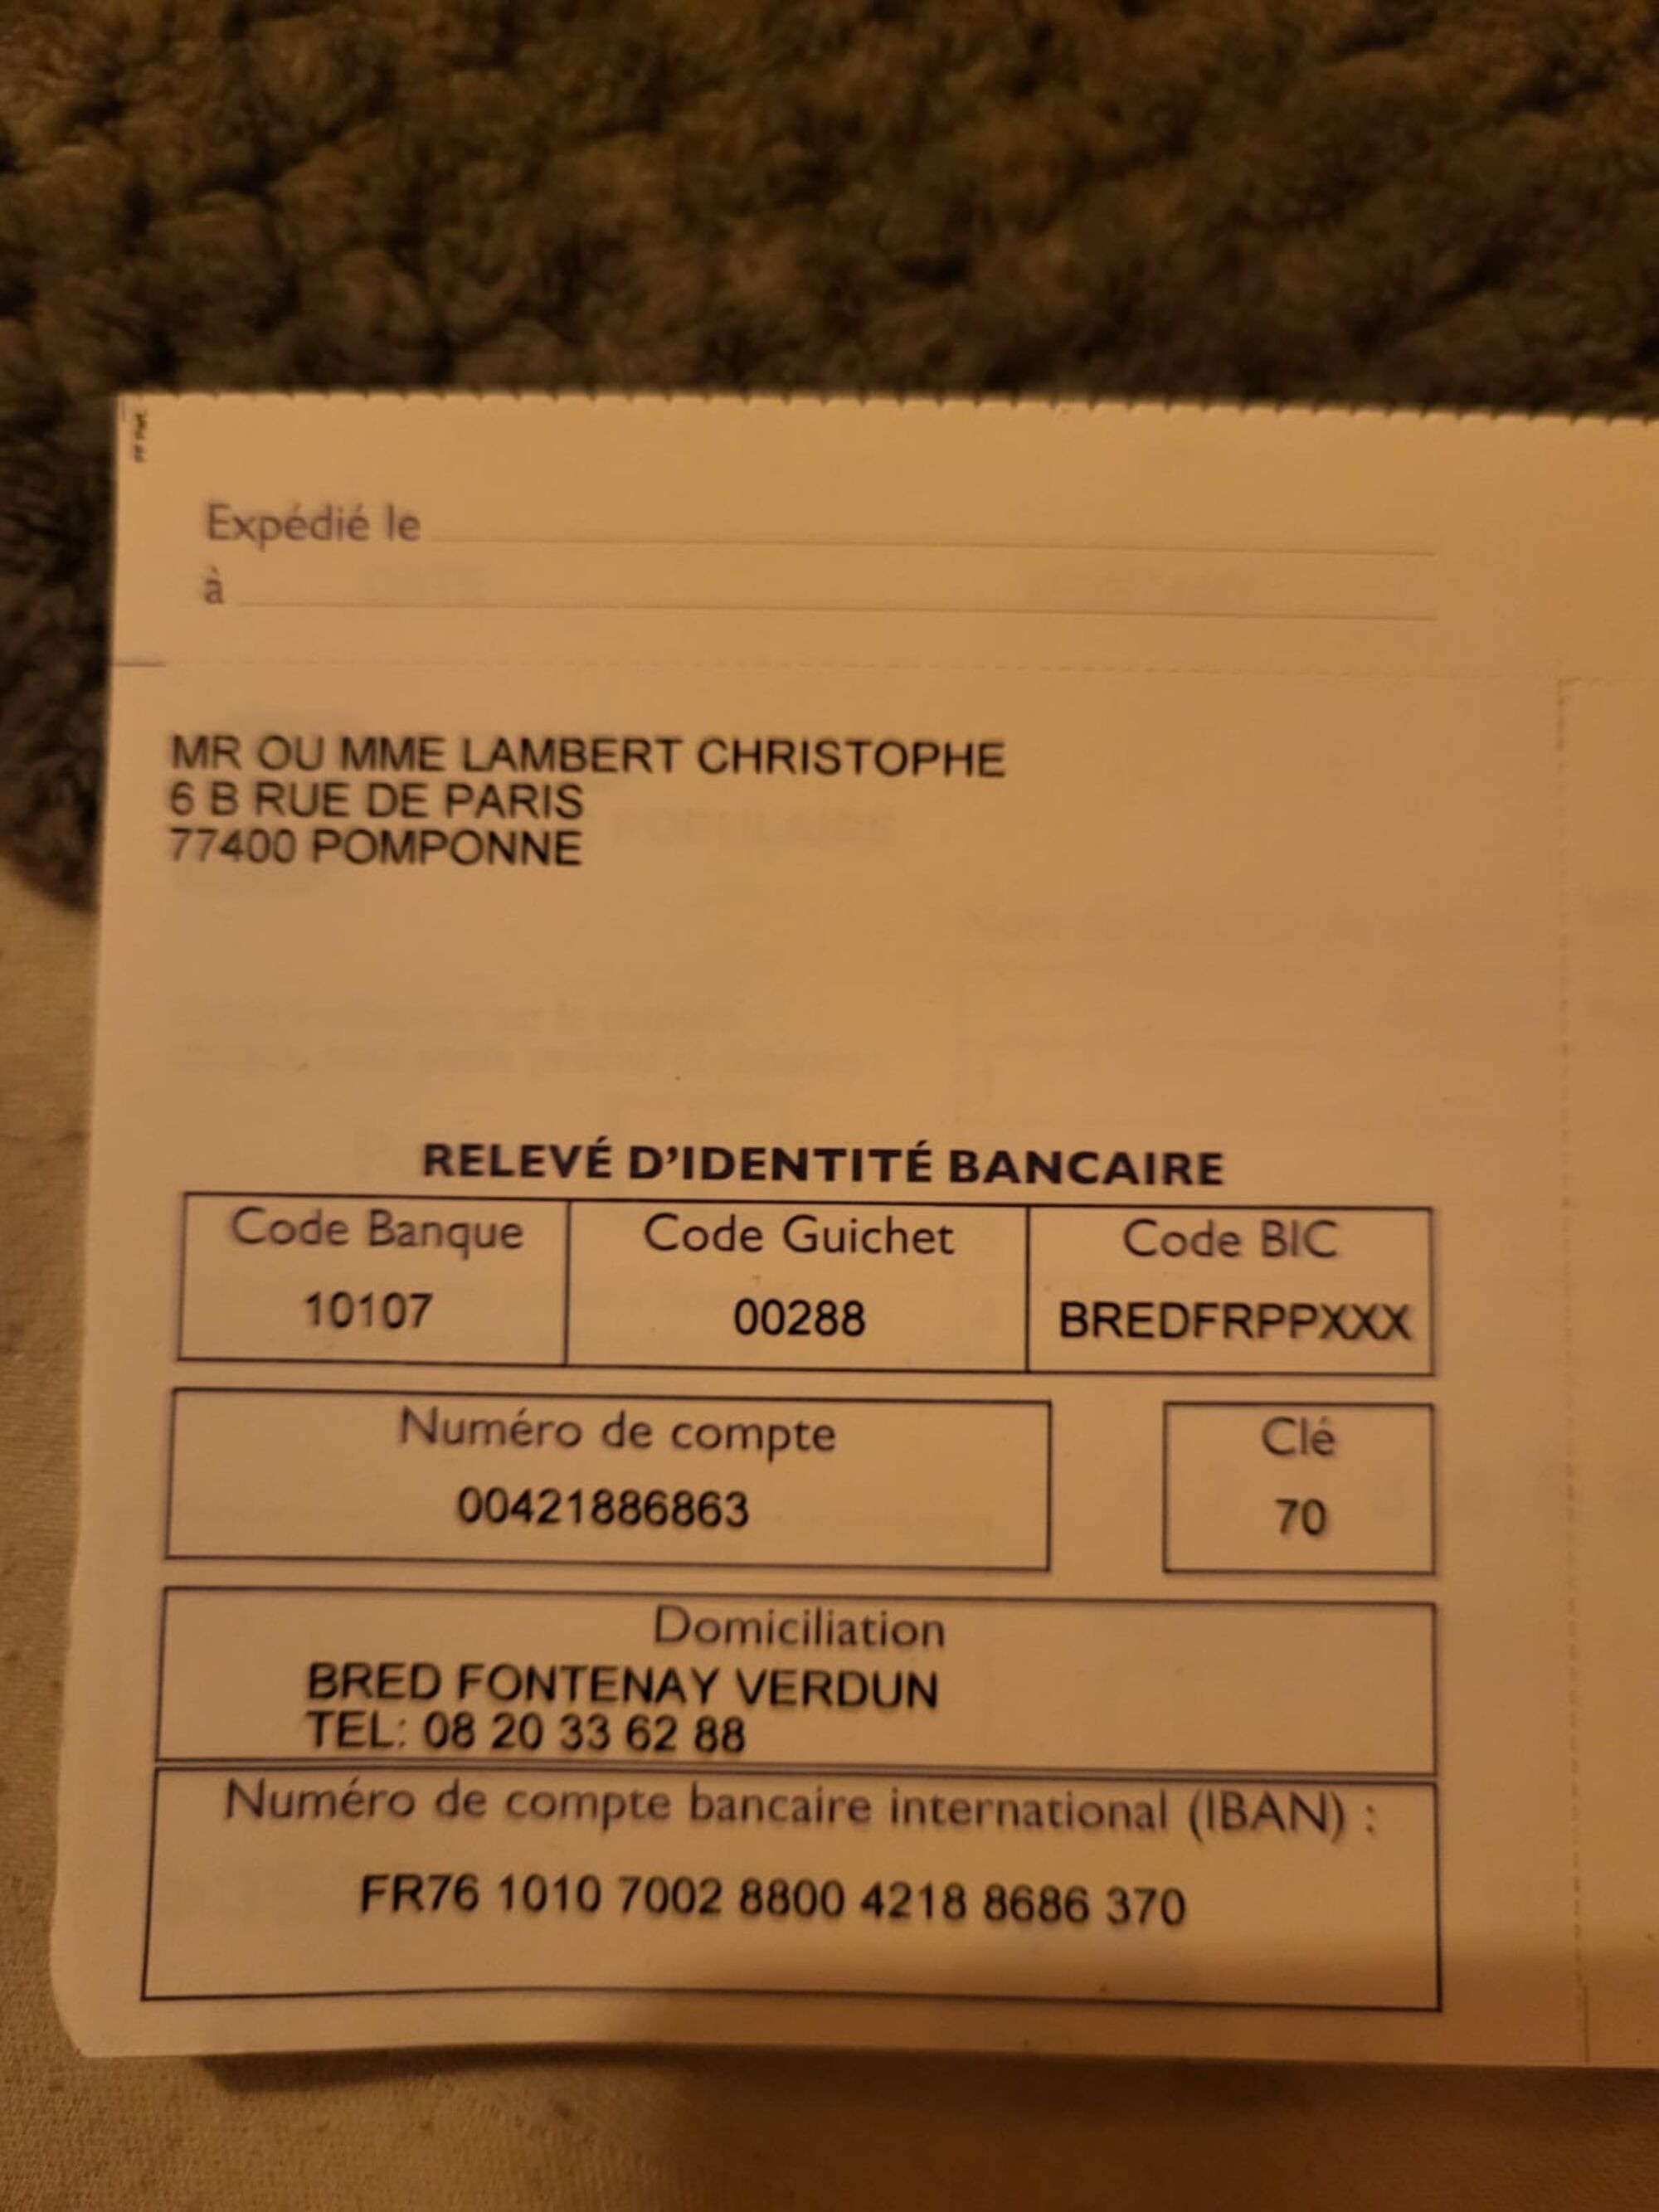 Expédié le
à
MR OU MME LAMBERT CHRISTOPHE
6 B RUE DE PARIS
77400 POMPONNE
POPULAIRE
RELEVÉ D'IDENTITÉ BANCAIRE
Code Banque Code Guichet Code BIC
10107 00288 BREDFRPPXXX
Numéro de compte Clé
00421886863 70
Domiciliation
BRED FONTENAY VERDUN
TEL: 08 20 33 62 88
Numéro de compte bancaire international (IBAN) :
FR76 1010 7002 8800 4218 8686 370